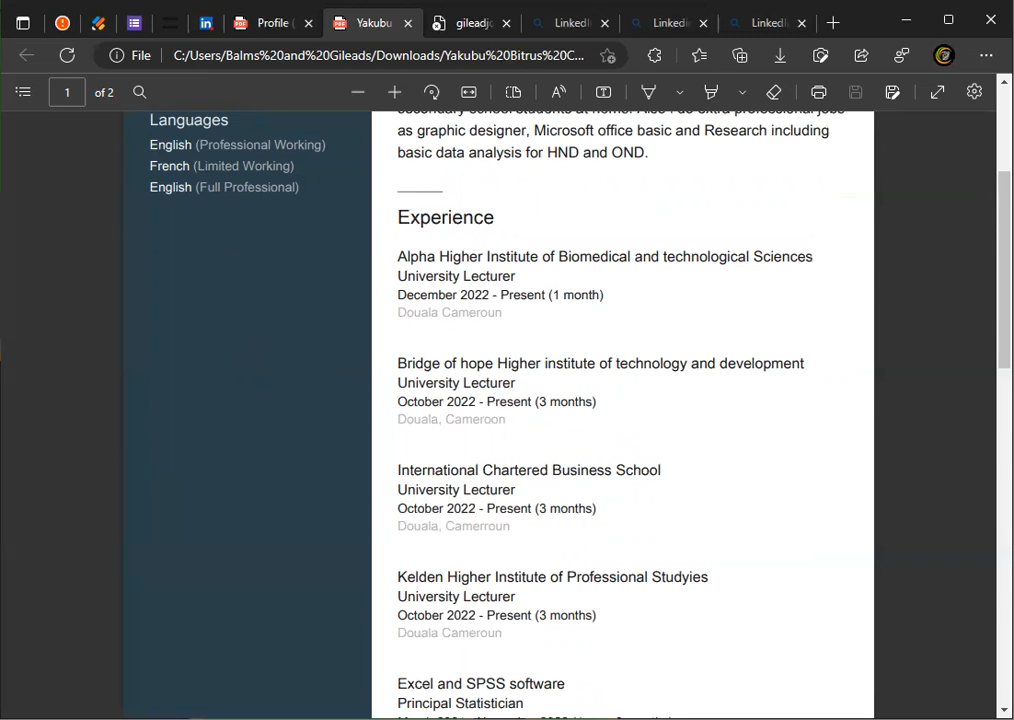 Profile (
Yakubu
gileadjc
LinkedIn
Linkedin
LinkedIn
File
C:/Users/Balms%20and%20Gileads/Downloads/Yakubu%20Bitrus%20C...
1
of 2
Languages
English (Professional Working)
French (Limited Working)
English (Full Professional)
as graphic designer, Microsoft office basic and Research including
basic data analysis for HND and OND.
Experience
Alpha Higher Institute of Biomedical and technological Sciences
University Lecturer
December 2022 - Present (1 month)
Douala Cameroun
Bridge of hope Higher institute of technology and development
University Lecturer
October 2022 - Present (3 months)
Douala, Cameroon
International Chartered Business School
University Lecturer
October 2022 - Present (3 months)
Douala, Camerroun
Kelden Higher Institute of Professional Studyies
University Lecturer
October 2022 - Present (3 months)
Douala Cameroun
Excel and SPSS software
Principal Statistician